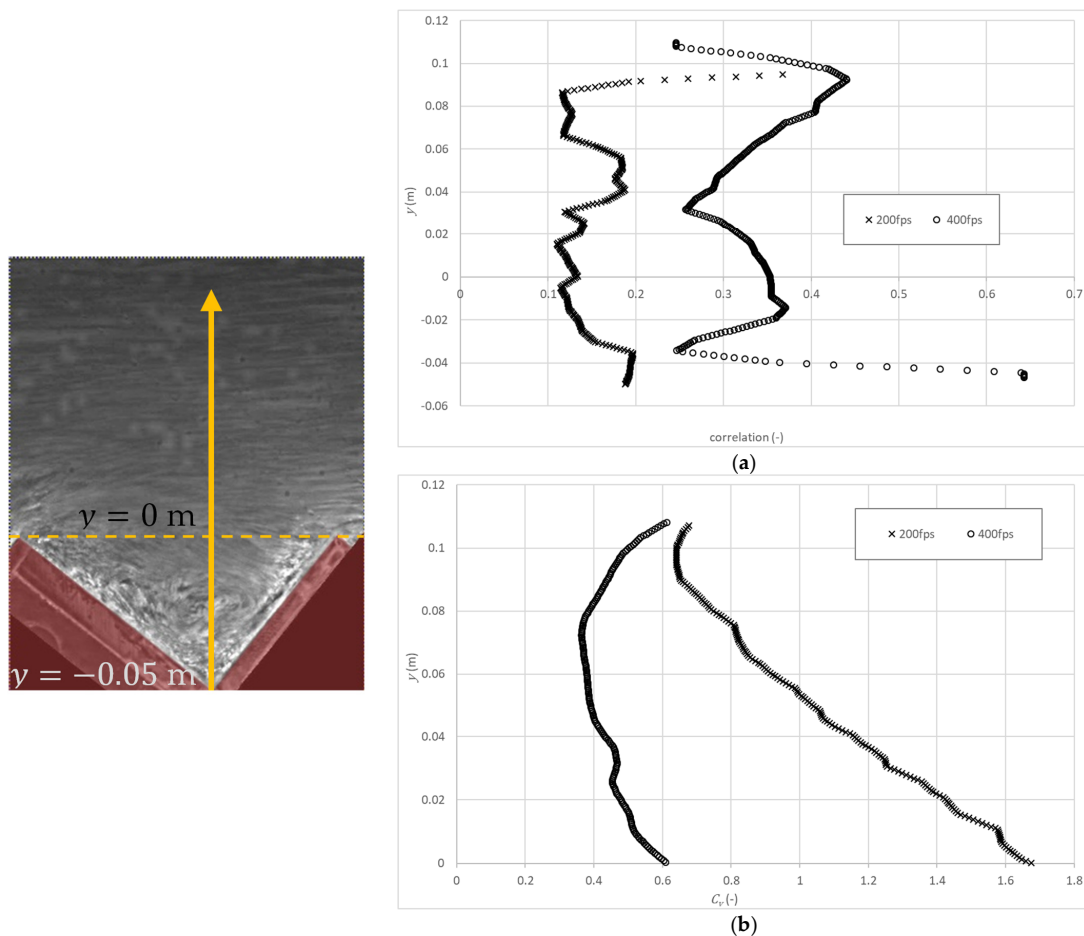 0.12
0.1
0.08
0.06
0.04
0.02
0
-0.02
-0.04
-0.06
y (m)
0 0.1 0.2 0.3 0.4 0.5 0.6 0.7
200fps 400fps
correlation (-)
(a)
y = 0 m
y = −0.05 m
0.12
0.1
0.08
0.06
0.04
0.02
0
y (m)
200fps 400fps
0 0.2 0.4 0.6 0.8 1 1.2 1.4 1.6 1.8
Cv (-)
(b)